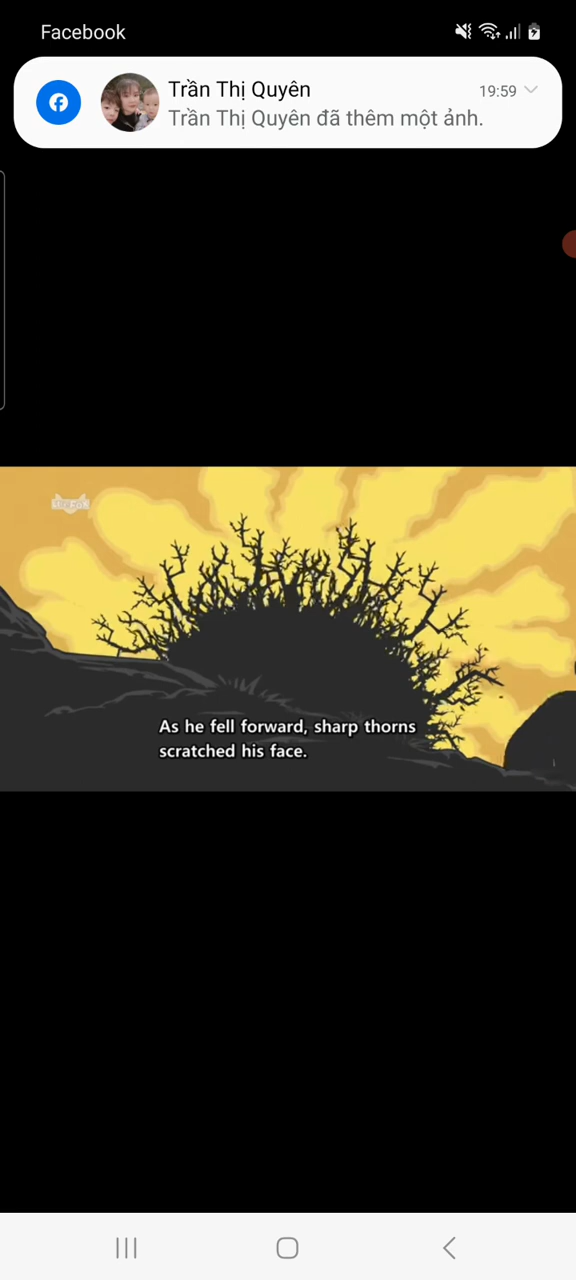 Facebook
Trần Thị Quyên
19:59
Trần Thị Quyên đã thêm một ảnh.
As he fell forward, sharp thorns
scratched his face.